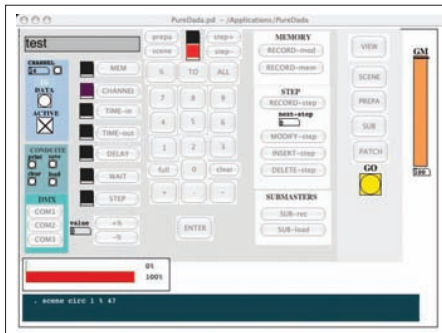 PureDada.pd - /Applications/PureDada
test
CHANNEL
DATA
ACTIVE
CONDUITE
print save
clear load
DMX
COM1
COM2
COM3
MEM
CHANNEL
TIME-in
TIME-out
DELAY
WAIT
STEP
value
+%
-%
prepa
scene
step+
step-
% TO ALL
7 8 9
4 5 6
1 2 3
full 0 clear
+ . -
ENTER
MEMORY
RECORD-mod
RECORD-mem
STEP
RECORD-step
next-step
0
MODIFY-step
INSERT-step
DELETE-step
SUBMASTERS
SUB-rec
SUB-load
VIEW
SCENE
PREPA
SUB
PATCH
GO
GM
100
0%
100%
. scene circ 1 % 47